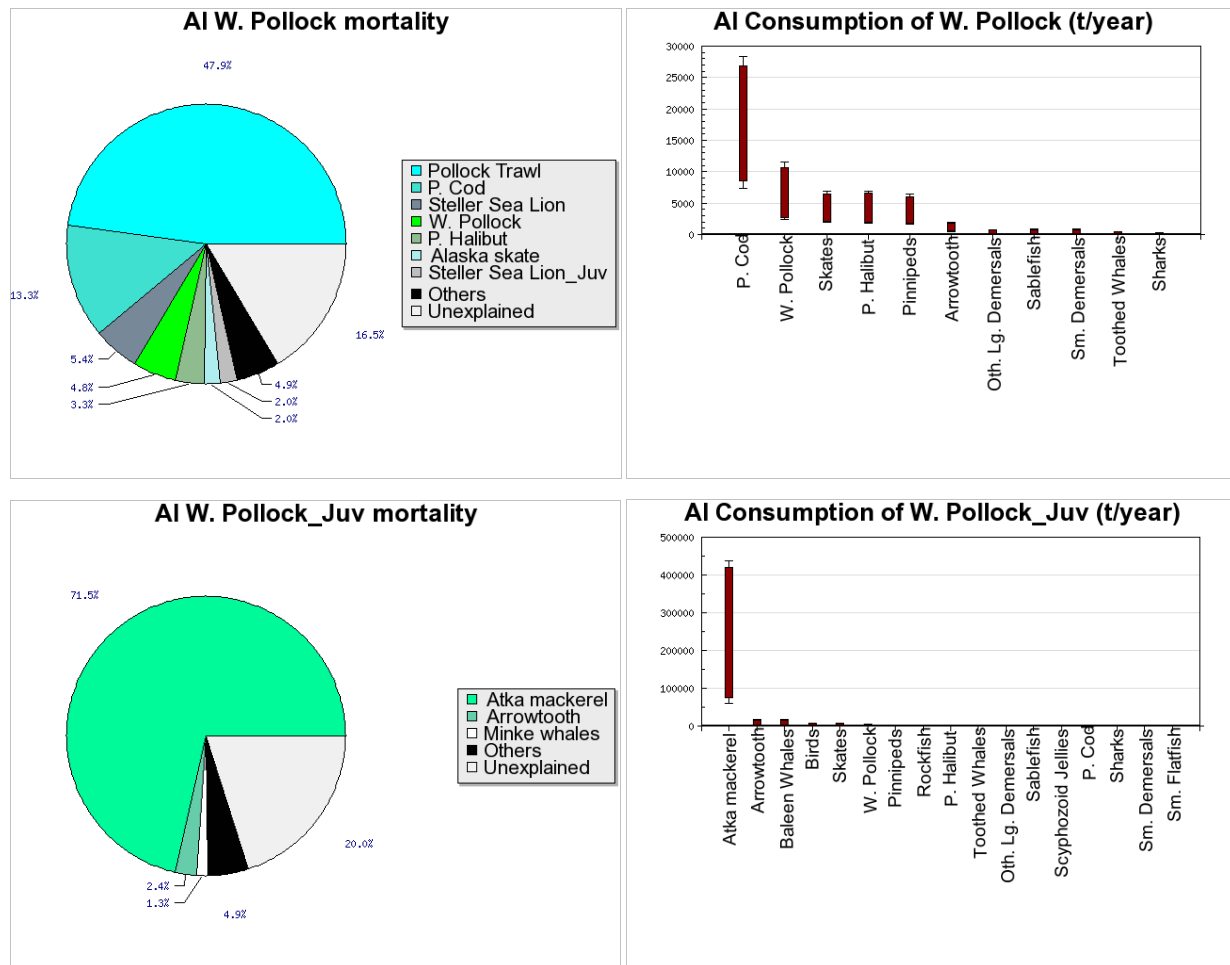 AI W. Pollock mortality
47.9%
13.3%
5.4%
4.8%
3.3%
2.0%
2.0%
4.9%
16.5%
Pollock Trawl
P. Cod
Steller Sea Lion
W. Pollock
P. Halibut
Alaska skate
Steller Sea Lion_Juv
Others
Unexplained
AI Consumption of W. Pollock (t/year)
30000
25000
20000
15000
10000
5000
0
P. Cod
W. Pollock
Skates
P. Halibut
Pinnipeds
Arrowtooth
Oth. Lg. Demersals
Sablefish
Sm. Demersals
Toothed Whales
Sharks
AI W. Pollock_Juv mortality
71.5%
2.4%
1.3%
4.9%
20.0%
Atka mackerel
Arrowtooth
Minke whales
Others
Unexplained
AI Consumption of W. Pollock_Juv (t/year)
500000
400000
300000
200000
100000
0
Atka mackerel
Arrowtooth
Baleen Whales
Birds
Skates
W. Pollock
Pinnipeds
Rockfish
P. Halibut
Toothed Whales
Oth. Lg. Demersals
Sablefish
Scyphozoid Jellies
P. Cod
Sharks
Sm. Demersals
Sm. Flatfish